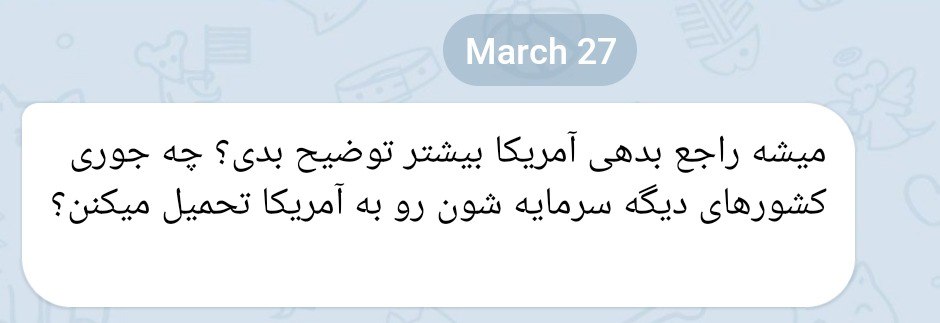 March 27
میشه راجع بدهی آمریکا بیشتر توضیح بدی؟ چه جوری
کشورهای دیگه سرمایه شون رو به آمریکا تحمیل میکنن؟